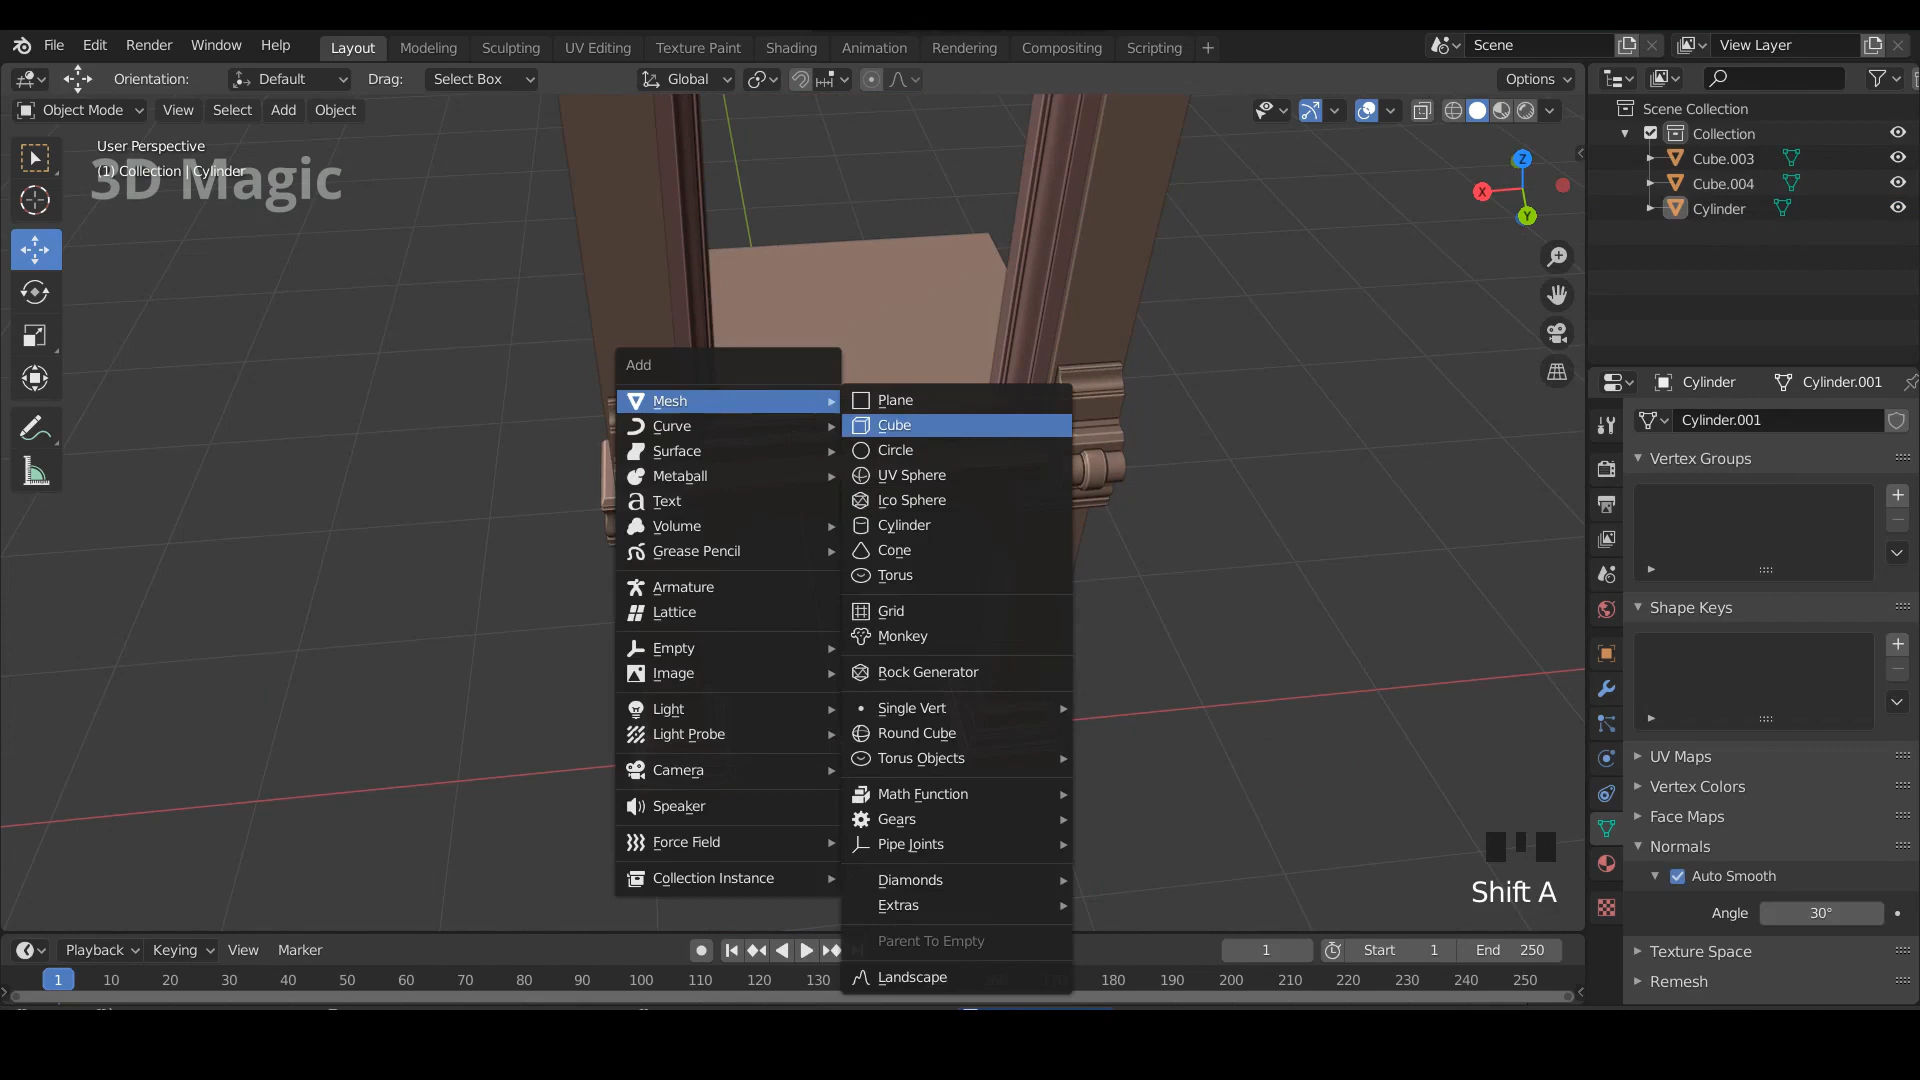 File Edit Render Window Help Layout Modeling Sculpting UV Editing Texture Paint Shading Animation Rendering Compositing Scripting + Scene View Layer
Orientation: Default Drag: Select Box Global Options
Object Mode View Select Add Object
User Perspective
(1) Collection | Cylinder
3D Magic
Z
X
Y
Scene Collection
Collection
Cube.003
Cube.004
Cylinder
Cylinder Cylinder.001
Cylinder.001
Vertex Groups
Shape Keys
UV Maps
Vertex Colors
Face Maps
Normals
Auto Smooth
Angle 30°
Texture Space
Remesh
Add
Mesh
Curve
Surface
Metaball
Text
Volume
Grease Pencil
Armature
Lattice
Empty
Image
Light
Light Probe
Camera
Speaker
Force Field
Collection Instance
Plane
Cube
Circle
UV Sphere
Ico Sphere
Cylinder
Cone
Torus
Grid
Monkey
Rock Generator
Single Vert
Round Cube
Torus Objects
Math Function
Gears
Pipe Joints
Diamonds
Extras
Parent To Empty
Landscape
Shift A
Playback Keying View Marker 1 Start 1 End 250
1 10 20 30 40 50 60 70 80 90 100 110 120 130 180 190 200 210 220 230 240 250